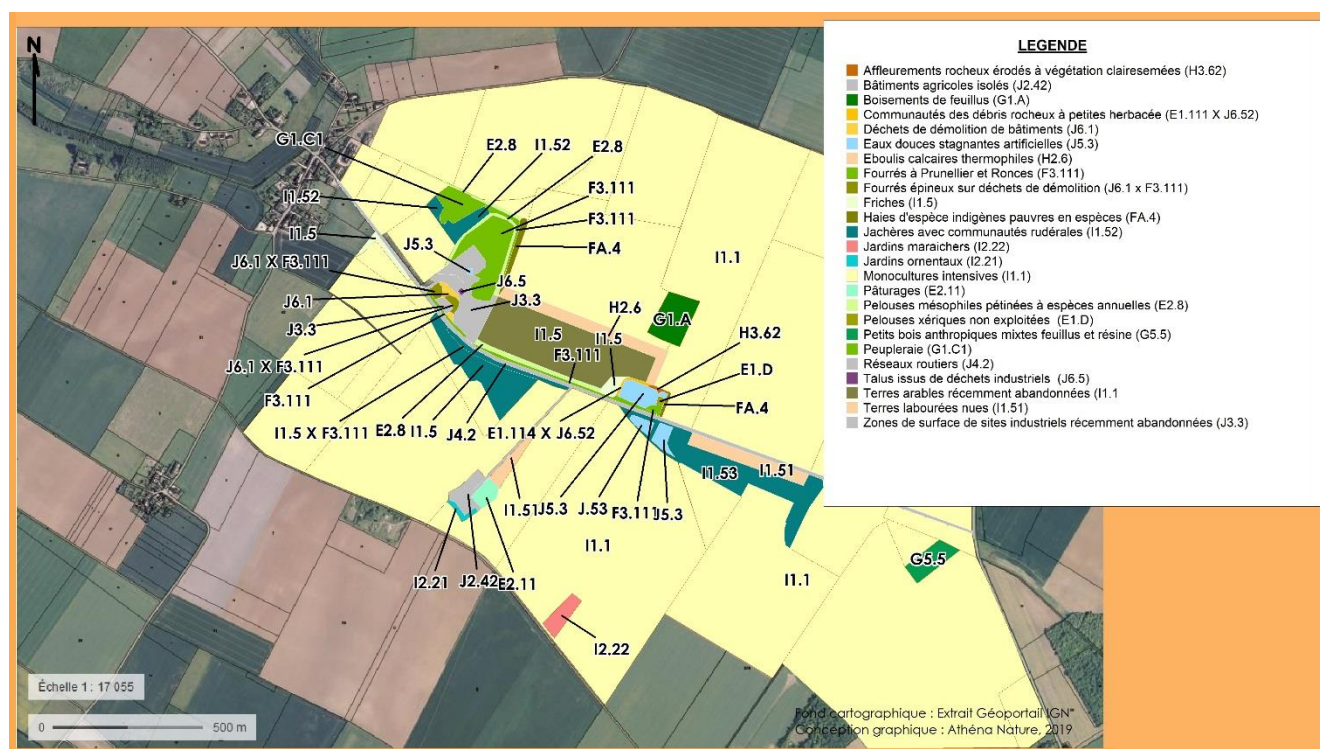 N
LEGENDE
Affleurements rocheux érodés à végétation clairesemées (H3.62)
Bâtiments agricoles isolés (J2.42)
Boisements de feuillus (G1.A)
Communautés des débris rocheux à petites herbacée (E1.111 X J6.52)
Déchets de démolition de bâtiments (J6.1)
Eaux douces stagnantes artificielles (J5.3)
Eboulis calcaires thermophiles (H2.6)
Fourrés à Prunellier et Ronces (F3.111)
Fourrés épineux sur déchets de démolition (J6.1 x F3.111)
Friches (I1.5)
Haies d'espèce indigènes pauvres en espèces (FA.4)
Jachères avec communautés rudérales (I1.52)
Jardins maraichers (I2.22)
Jardins ornentaux (I2.21)
Monocultures intensives (I1.1)
Pâturages (E2.11)
Pelouses mésophiles pétinées à espèces annuelles (E2.8)
Pelouses xériques non exploitées (E1.D)
Petits bois anthropiques mixtes feuillus et résine (G5.5)
Peupleraie (G1.C1)
Réseaux routiers (J4.2)
Talus issus de déchets industriels (J6.5)
Terres arables récemment abandonnées (I1.1
Terres labourées nues (I1.51)
Zones de surface de sites industriels récemment abandonnées (J3.3)
G1.C1
E2.8
I1.52
E2.8
I1.52
F3.111
I1.5
F3.111
J5.3
FA.4
I1.1
J6.1 X F3.111
J6.5
J6.1
J3.3
H2.6
G1.A
J3.3
I1.5
I1.5
H3.62
J6.1 X F3.111
F3.111
E1.D
F3.111
FA.4
I1.5 X F3.111
E2.8
I1.5
J4.2
E1.114 X J6.52
I1.53
I1.51
I1.51
J5.3
J.53
F3.111
J5.3
I1.1
I2.21
J2.42
E2.11
I1.1
G5.5
I2.22
Échelle 1 : 17 055
0 500 m
Fond cartographique : Extrait Géoportail IGN*
Conception graphique : Athéna Nature, 2019